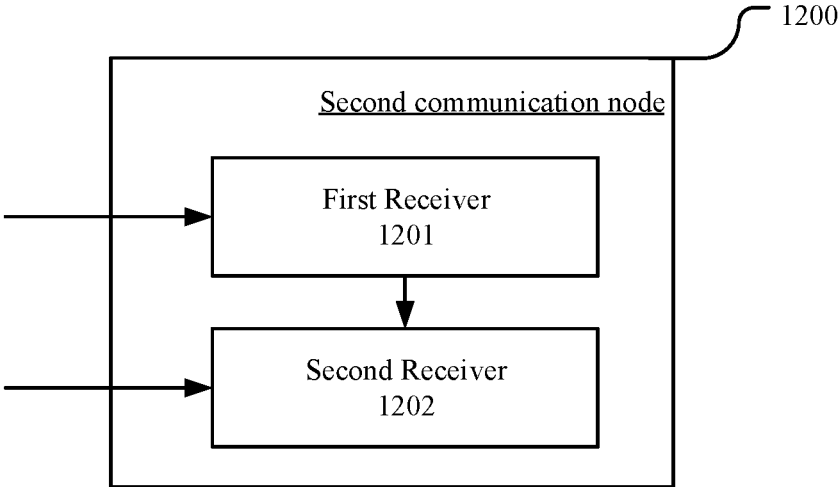 1200
Second communication node
First Receiver
1201
Second Receiver
1202